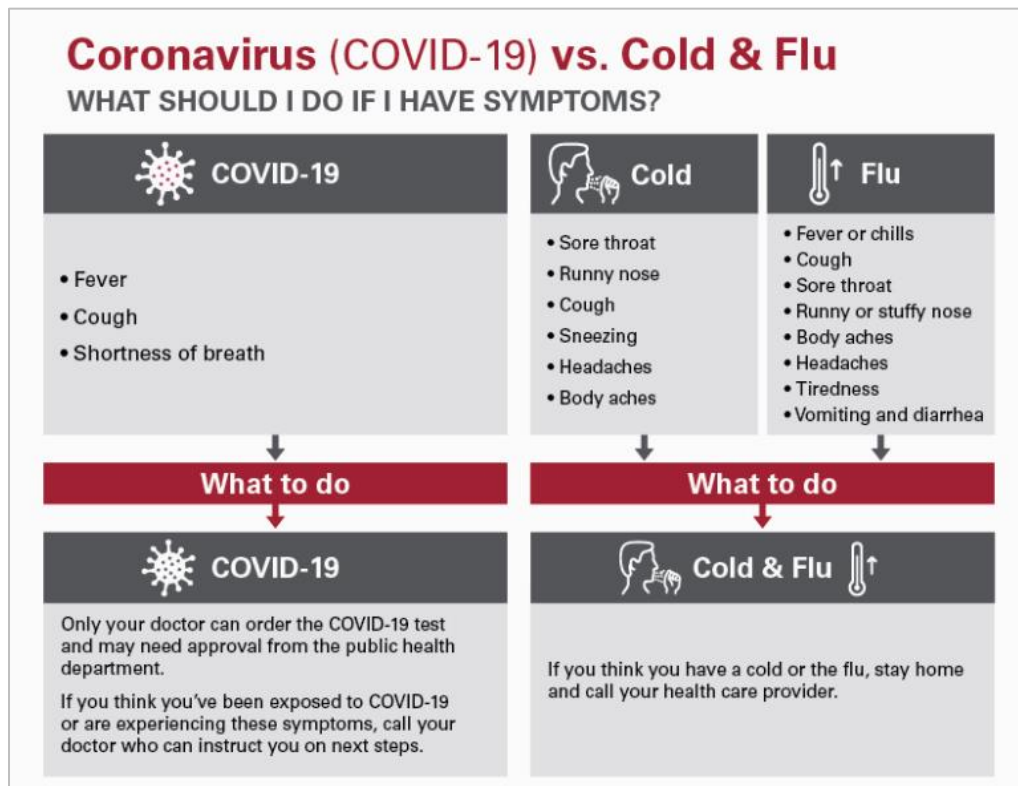 Coronavirus (COVID-19) vs. Cold & Flu
WHAT SHOULD I DO IF I HAVE SYMPTOMS?
COVID-19
• Fever
• Cough
• Shortness of breath
Cold
• Sore throat
• Runny nose
• Cough
• Sneezing
• Headaches
• Body aches
Flu
• Fever or chills
• Cough
• Sore throat
• Runny or stuffy nose
• Body aches
• Headaches
• Tiredness
• Vomiting and diarrhea
What to do
COVID-19
Only your doctor can order the COVID-19 test
and may need approval from the public health
department.
If you think you've been exposed to COVID-19
or are experiencing these symptoms, call your
doctor who can instruct you on next steps.
What to do
Cold & Flu
If you think you have a cold or the flu, stay home
and call your health care provider.